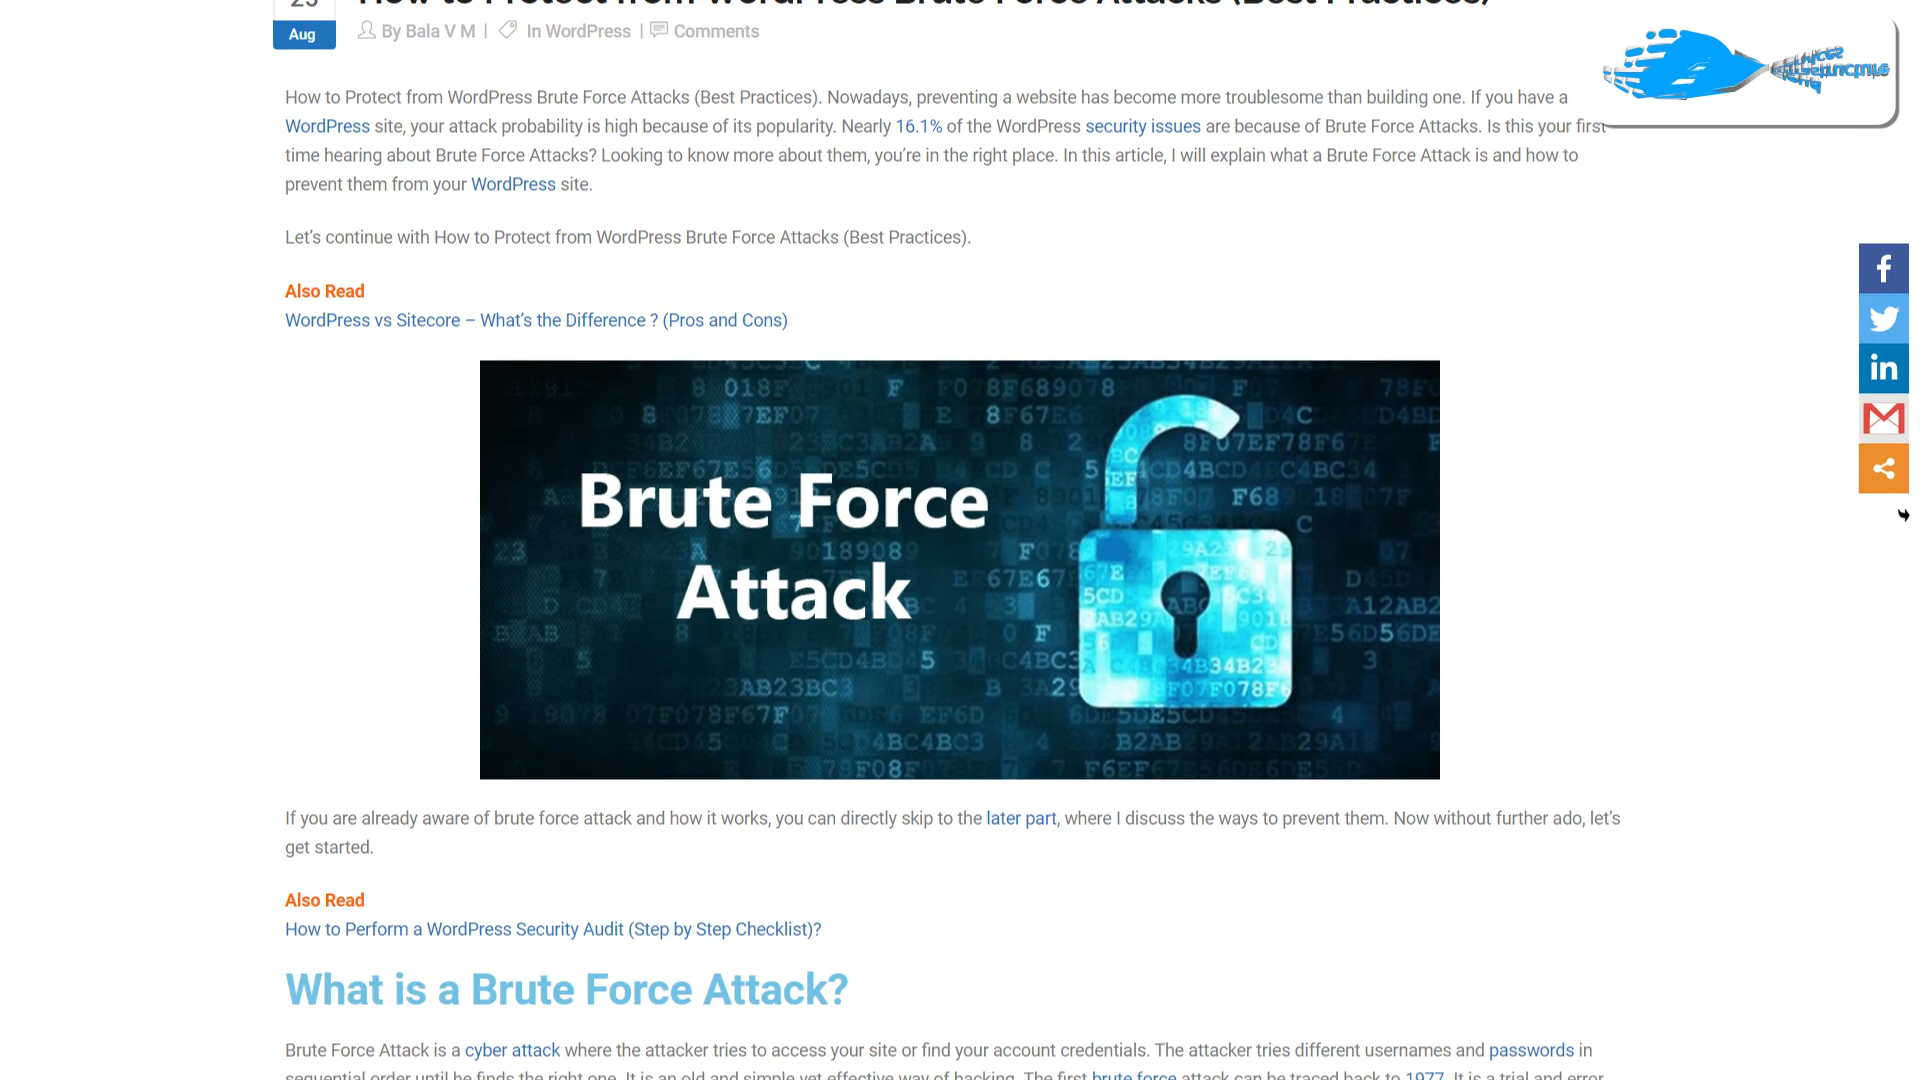 How to Protect from WordPress Brute Force Attacks (Best Practices)
Aug
By Bala V M | In WordPress | Comments
How to Protect from WordPress Brute Force Attacks (Best Practices). Nowadays, preventing a website has become more troublesome than building one. If you have a
WordPress site, your attack probability is high because of its popularity. Nearly 16.1% of the WordPress security issues are because of Brute Force Attacks. Is this your first
time hearing about Brute Force Attacks? Looking to know more about them, you’re in the right place. In this article, I will explain what a Brute Force Attack is and how to
prevent them from your WordPress site.
Let’s continue with How to Protect from WordPress Brute Force Attacks (Best Practices).
Also Read
WordPress vs Sitecore – What’s the Difference ? (Pros and Cons)
Brute Force
Attack
If you are already aware of brute force attack and how it works, you can directly skip to the later part, where I discuss the ways to prevent them. Now without further ado, let’s
get started.
Also Read
How to Perform a WordPress Security Audit (Step by Step Checklist)?
What is a Brute Force Attack?
Brute Force Attack is a cyber attack where the attacker tries to access your site or find your account credentials. The attacker tries different usernames and passwords in
sequential order until he finds the right one. It is an old and simple yet effective way of hacking. The first brute force attack can be traced back to 1977. It is a trial and error